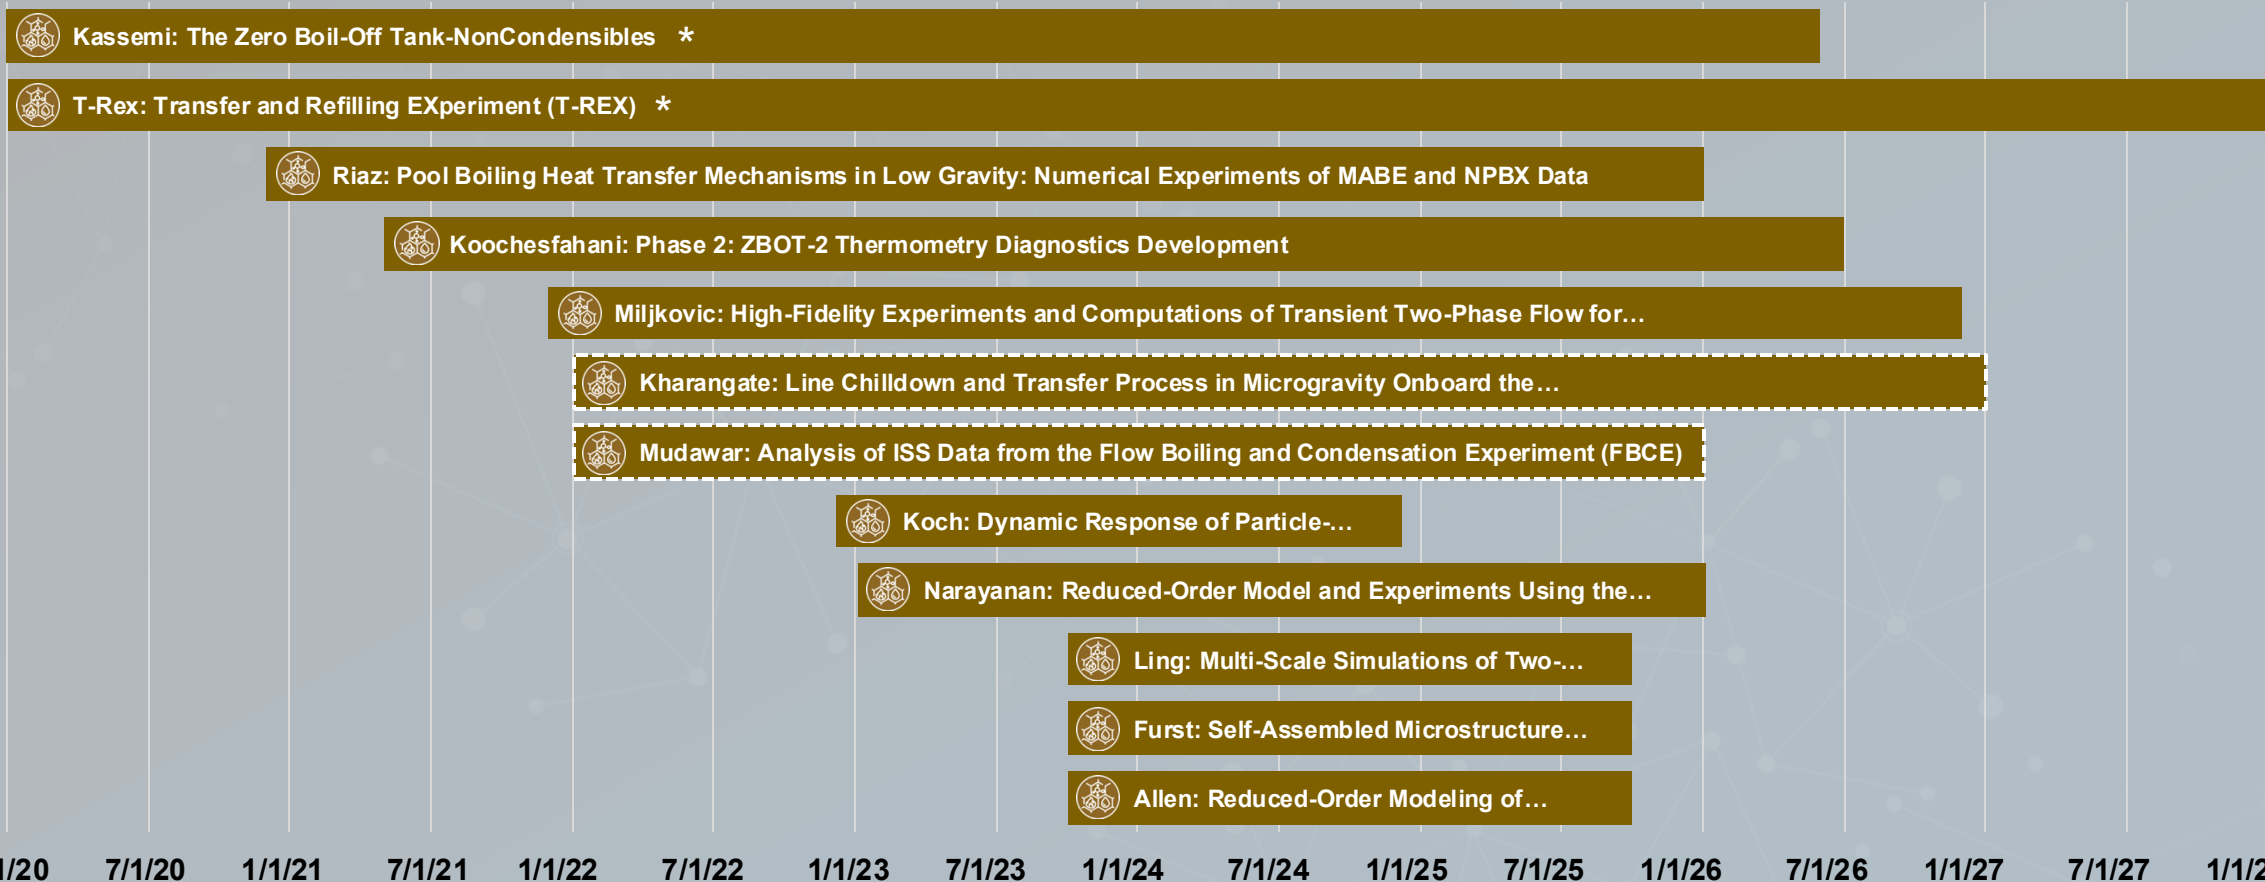 Kassemi: The Zero Boil-Off Tank-NonCondensibles *
T-Rex: Transfer and Refilling EXperiment (T-REX) *
Riaz: Pool Boiling Heat Transfer Mechanisms in Low Gravity: Numerical Experiments of MABE and NPBX Data
Koochesfahani: Phase 2: ZBOT-2 Thermometry Diagnostics Development
Miljkovic: High-Fidelity Experiments and Computations of Transient Two-Phase Flow for…
Kharangate: Line Chilldown and Transfer Process in Microgravity Onboard the…
Mudawar: Analysis of ISS Data from the Flow Boiling and Condensation Experiment (FBCE)
Koch: Dynamic Response of Particle-…
Narayanan: Reduced-Order Model and Experiments Using the…
Ling: Multi-Scale Simulations of Two-…
Furst: Self-Assembled Microstructure…
Allen: Reduced-Order Modeling of…
/20 7/1/20 1/1/21 7/1/21 1/1/22 7/1/22 1/1/23 7/1/23 1/1/24 7/1/24 1/1/25 7/1/25 1/1/26 7/1/26 1/1/27 7/1/27 1/1/2